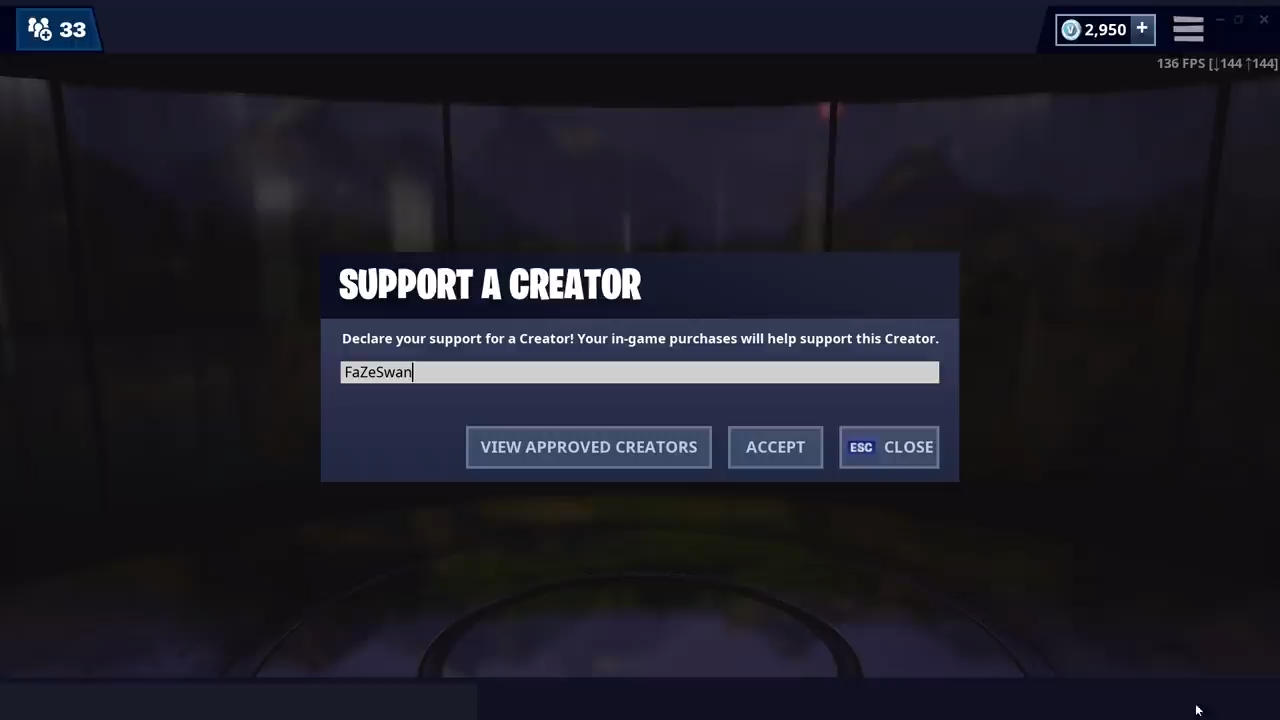 33
2,950 +
136 FPS [↓144 ↑144]
SUPPORT A CREATOR
Declare your support for a Creator! Your in-game purchases will help support this Creator.
FaZeSwan
VIEW APPROVED CREATORS
ACCEPT
ESC CLOSE